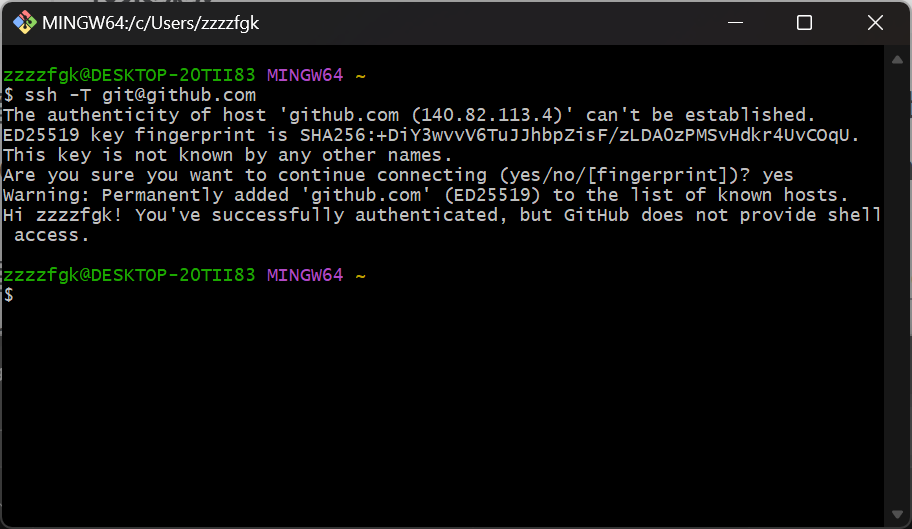 MINGW64:/c/Users/zzzzfgk
zzzzfgk@DESKTOP-2OTII83 MINGW64 ~
$ ssh -T git@github.com
The authenticity of host 'github.com (140.82.113.4)' can't be established.
ED25519 key fingerprint is SHA256:+DiY3wvvV6TuJJhbpZisF/zLDA0zPMSvHdkr4UvCOqU.
This key is not known by any other names.
Are you sure you want to continue connecting (yes/no/[fingerprint])? yes
Warning: Permanently added 'github.com' (ED25519) to the list of known hosts.
Hi zzzzfgk! You've successfully authenticated, but GitHub does not provide shell
 access.
zzzzfgk@DESKTOP-2OTII83 MINGW64 ~
$